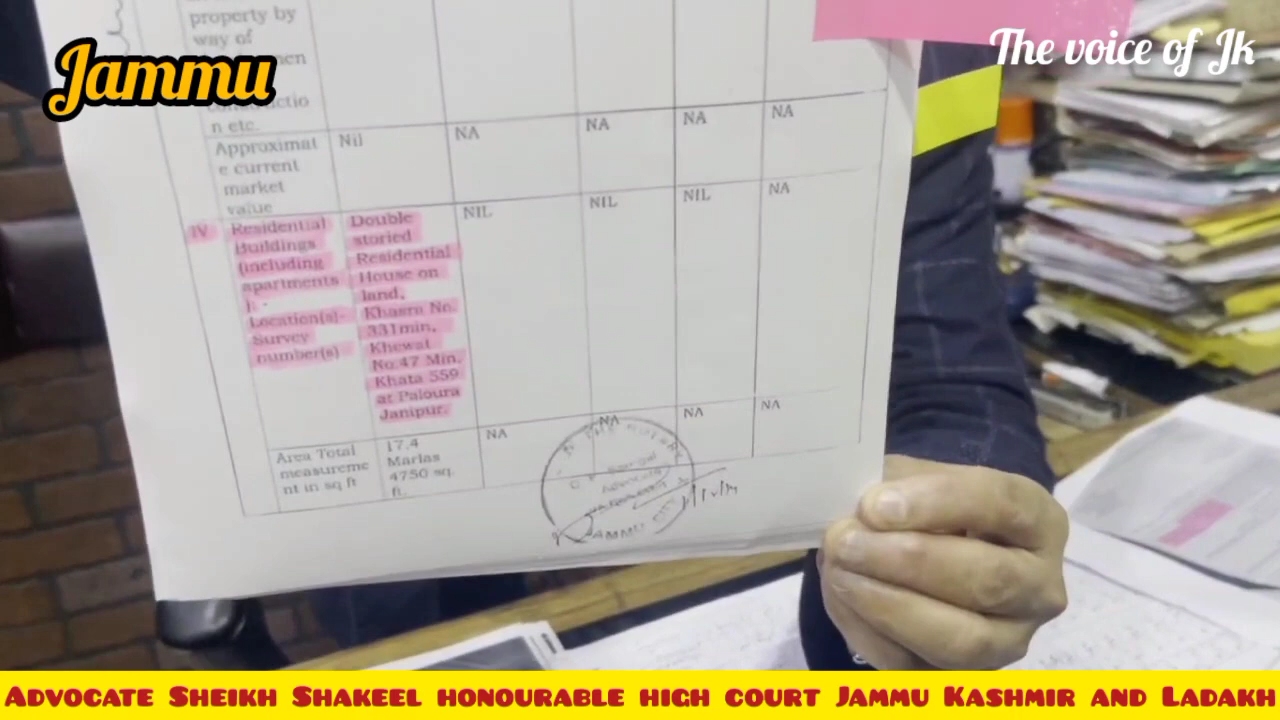 Jammu
The voice of Jk
property by
way of
n etc.
Approximat
e current
market
value
Nil
NA
NA
NA
NA
IV
Residential
Buildings
(including
apartments
):
Location(s)-
Survey
number(s)
Double
storied
Residential
House on
land,
Khasra No.
331min,
Khewat
No.47 Min,
Khata 559
at Paloura
Janipur.
NIL
NIL
NIL
NA
Area Total
measureme
nt in sq ft
17.4
Marlas
4750 sq.
ft.
NA
NA
NA
NA
Advocate Sheikh Shakeel honourable high court Jammu Kashmir and Ladakh